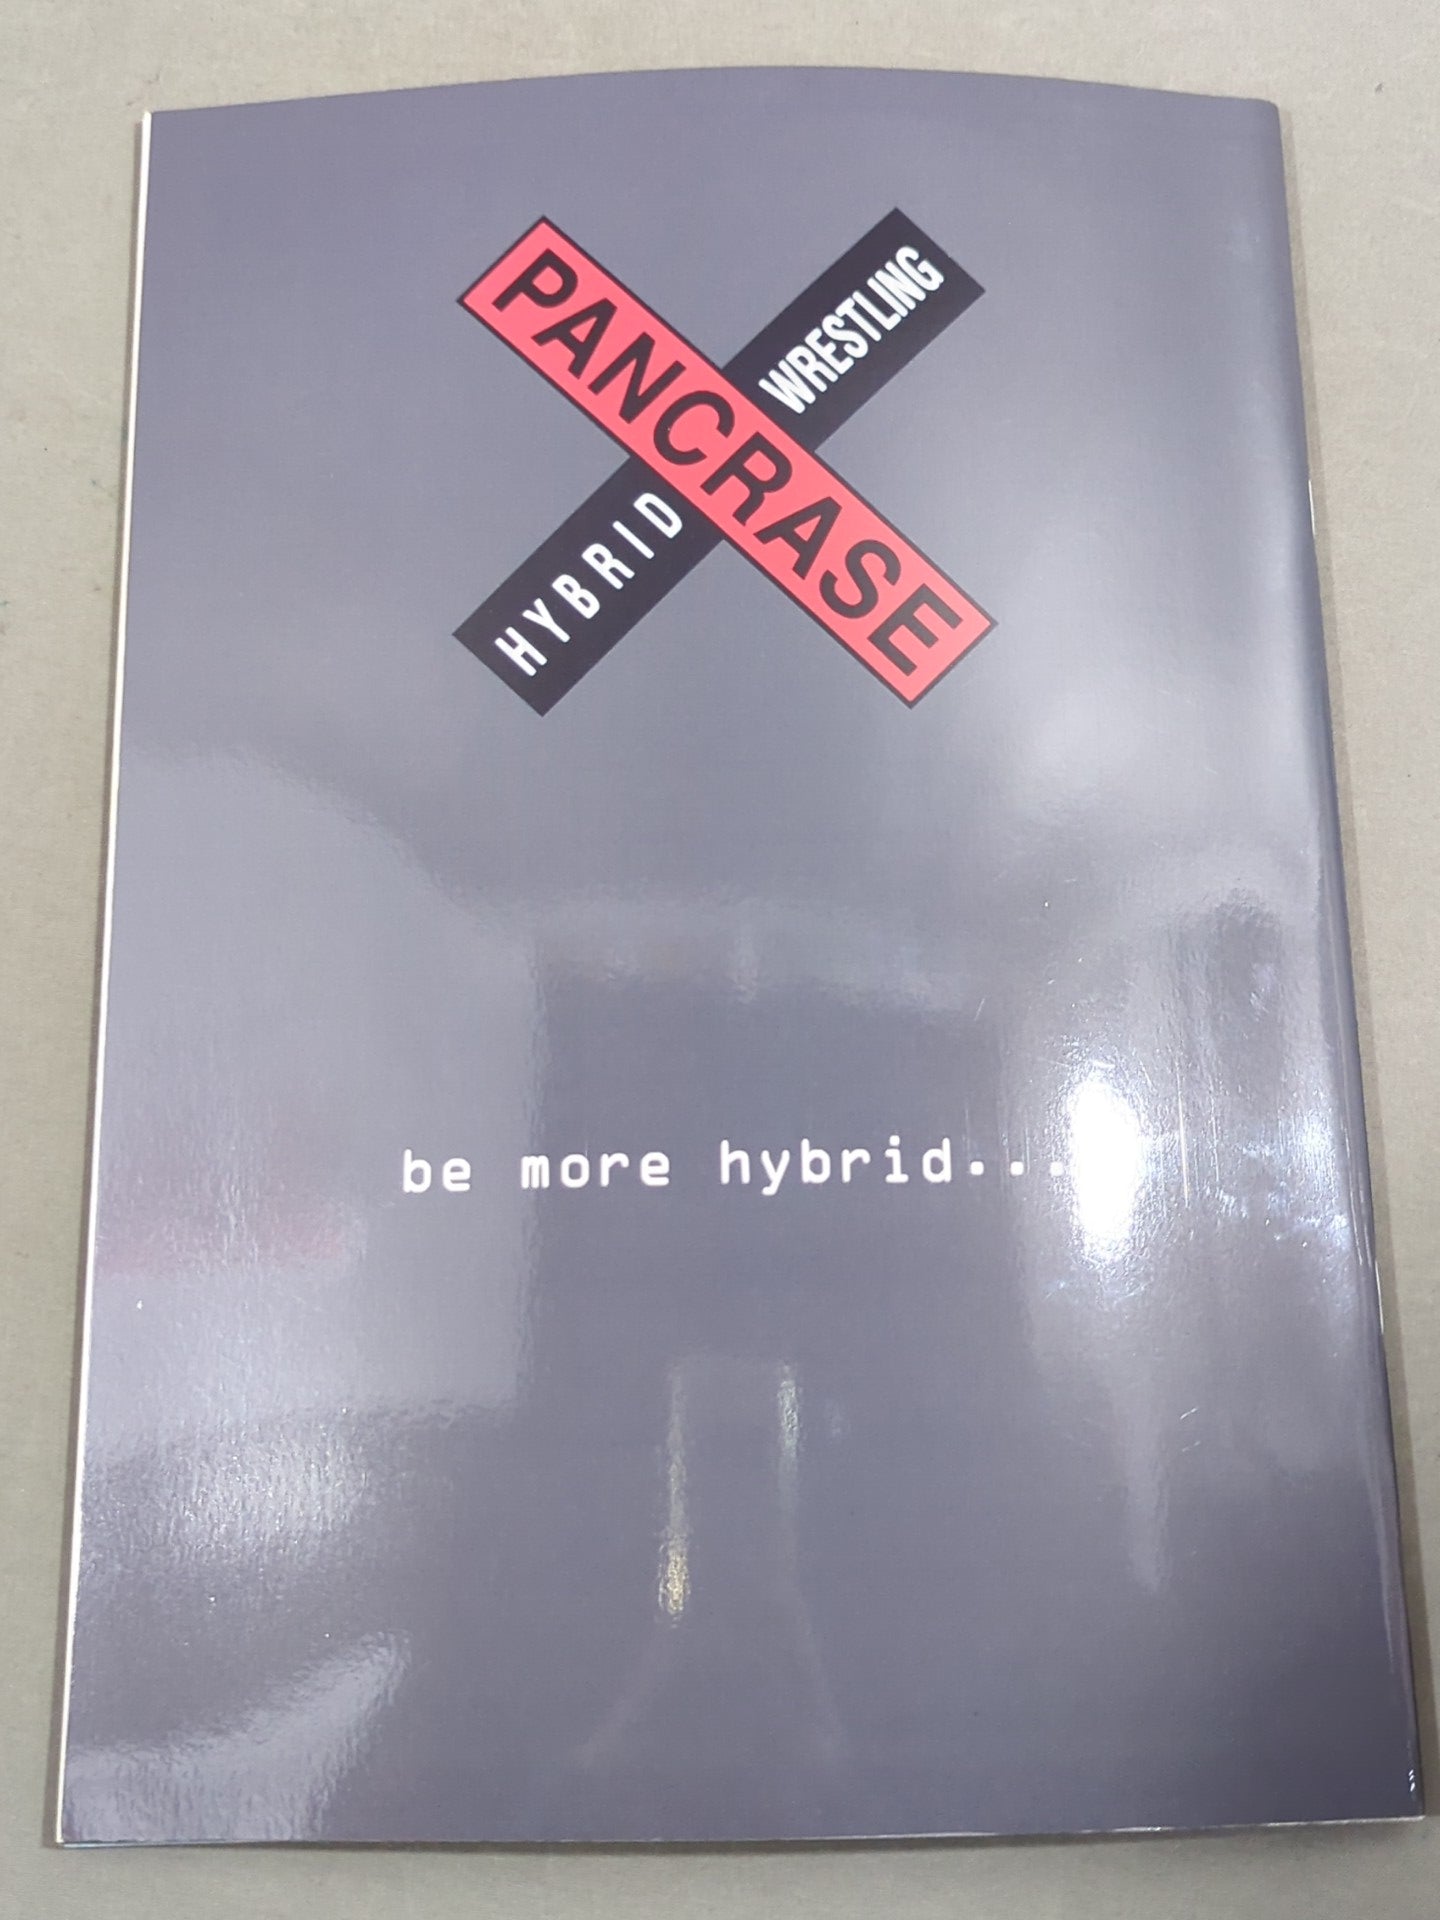 PANCRASE
HYBRID WRESTLING
be more hybrid...